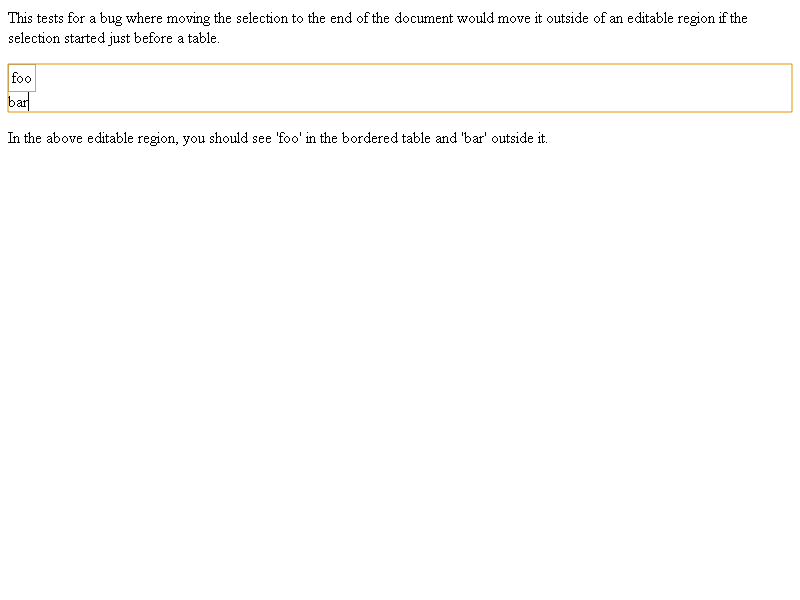 This tests for a bug where moving the selection to the end of the document would move it outside of an editable region if the
selection started just before a table.
foo
bar
In the above editable region, you should see 'foo' in the bordered table and 'bar' outside it.